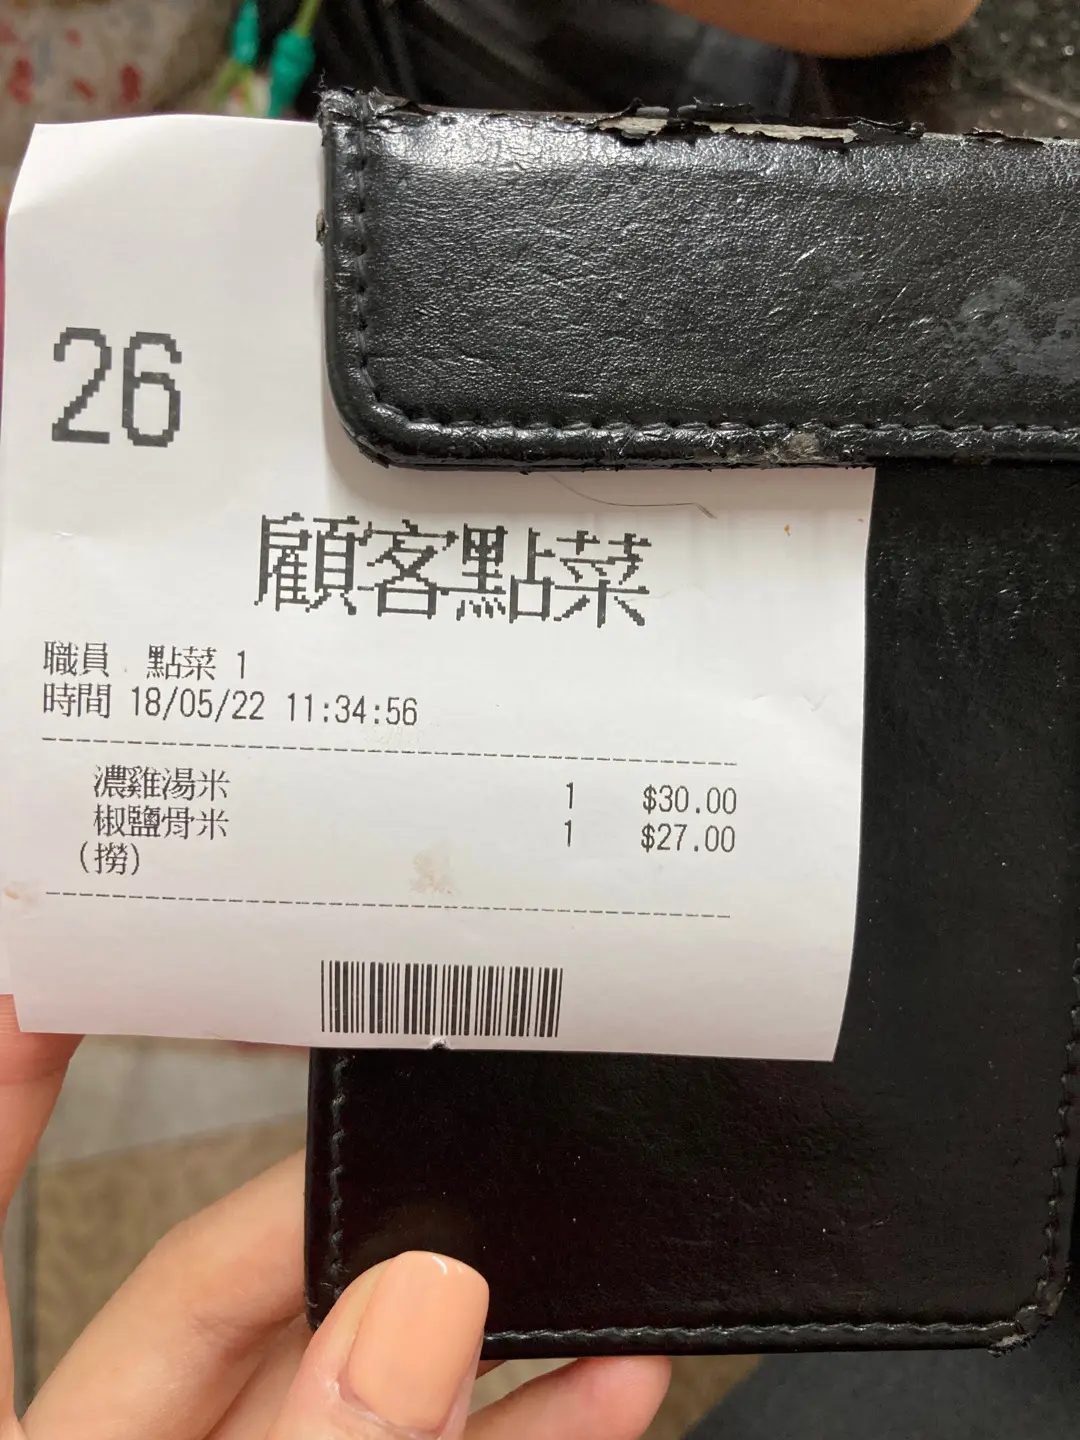 26
顧客點菜
職員 點菜 1
時間 18/05/22 11:34:56
濃雞湯米 1 $30.00
椒鹽骨米 1 $27.00
(撈)